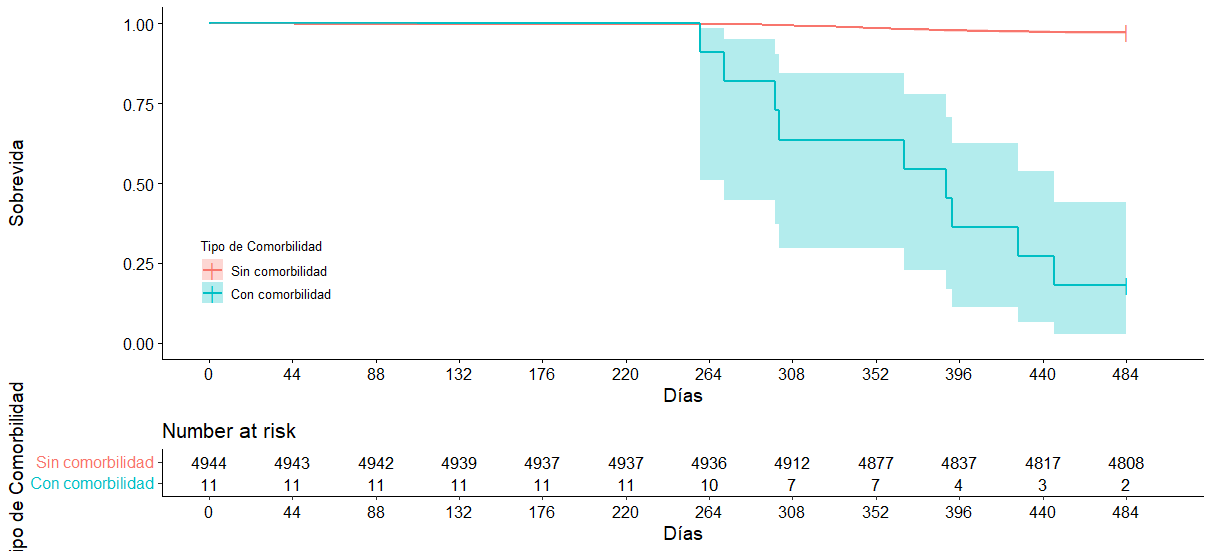 1.00
0.75
0.50
0.25
0.00
Sobrevida
Tipo de Comorbilidad
Sin comorbilidad
Con comorbilidad
0 44 88 132 176 220 264 308 352 396 440 484
Días
Number at risk
ipo de Comorbilidad
Sin comorbilidad 4944 4943 4942 4939 4937 4937 4936 4912 4877 4837 4817 4808
Con comorbilidad 11 11 11 11 11 11 10 7 7 4 3 2
0 44 88 132 176 220 264 308 352 396 440 484
Días